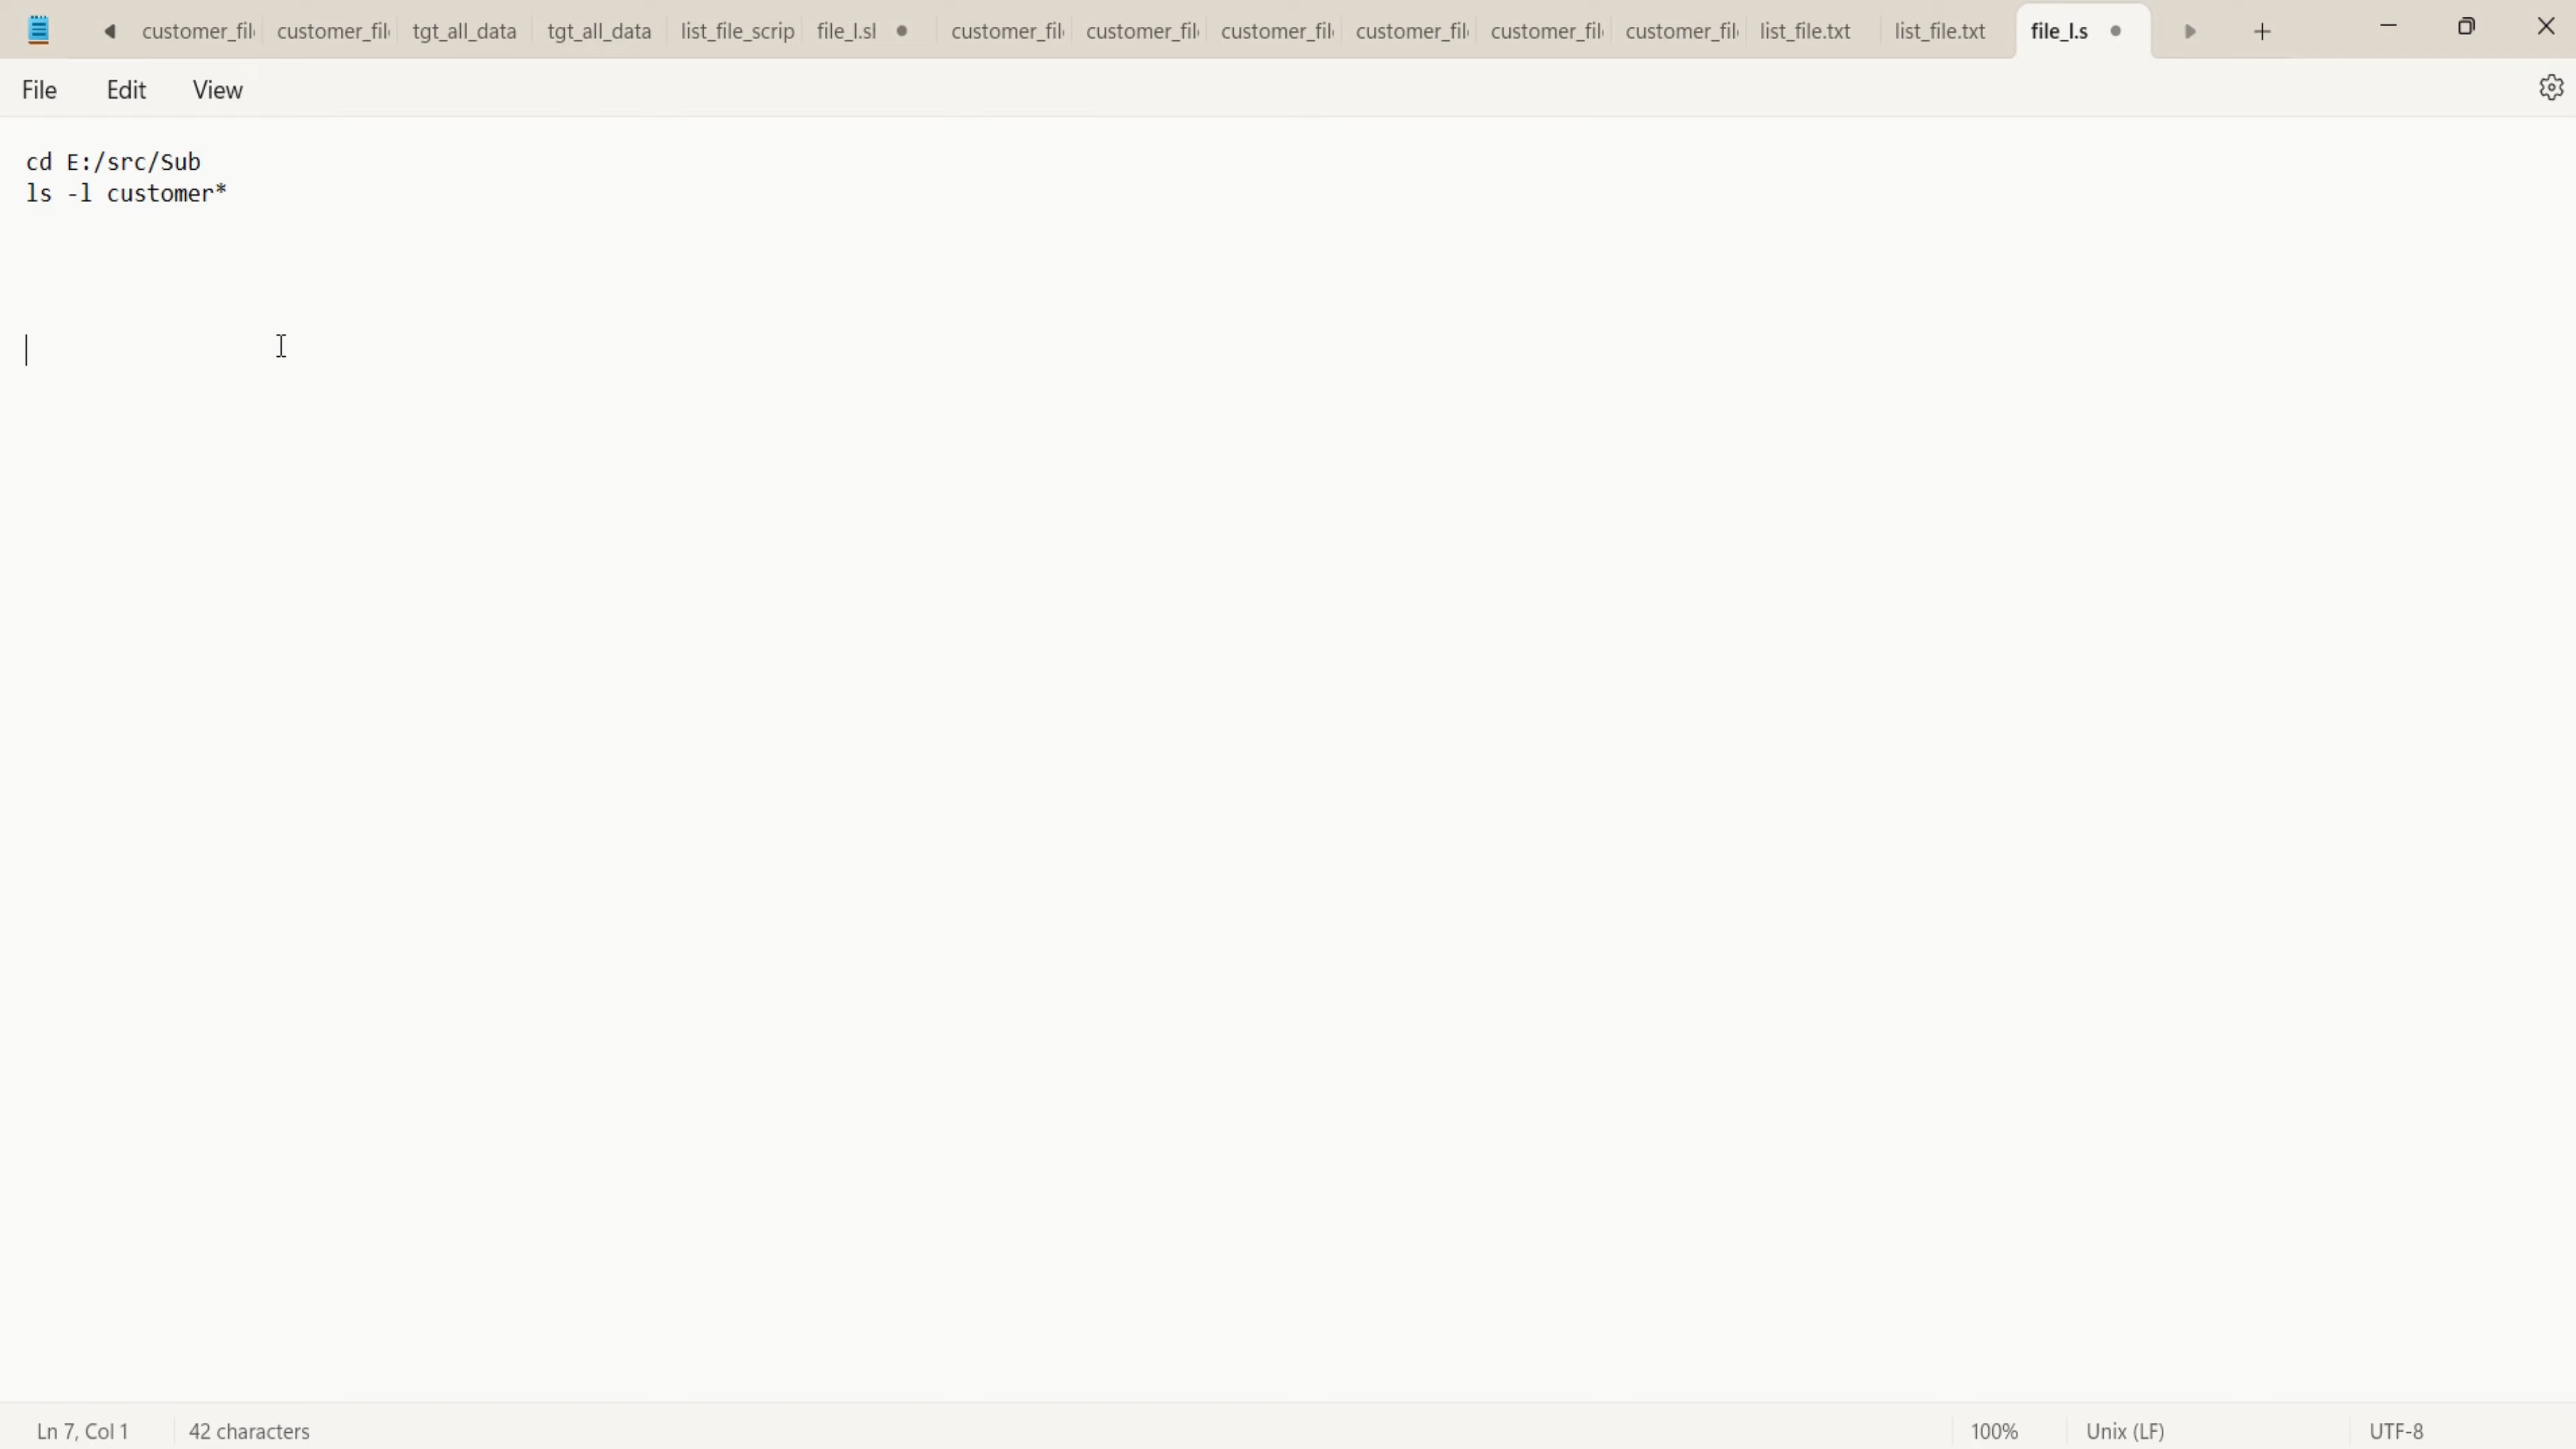 customer_fil customer_fil tgt_all_data tgt_all_data list_file_scrip file_l.sl customer_fil customer_fil customer_fil customer_fil customer_fil customer_fil list_file.txt list_file.txt file_l.s
File Edit View
cd E:/src/Sub
ls -l customer*
Ln 7, Col 1 42 characters 100% Unix (LF) UTF-8